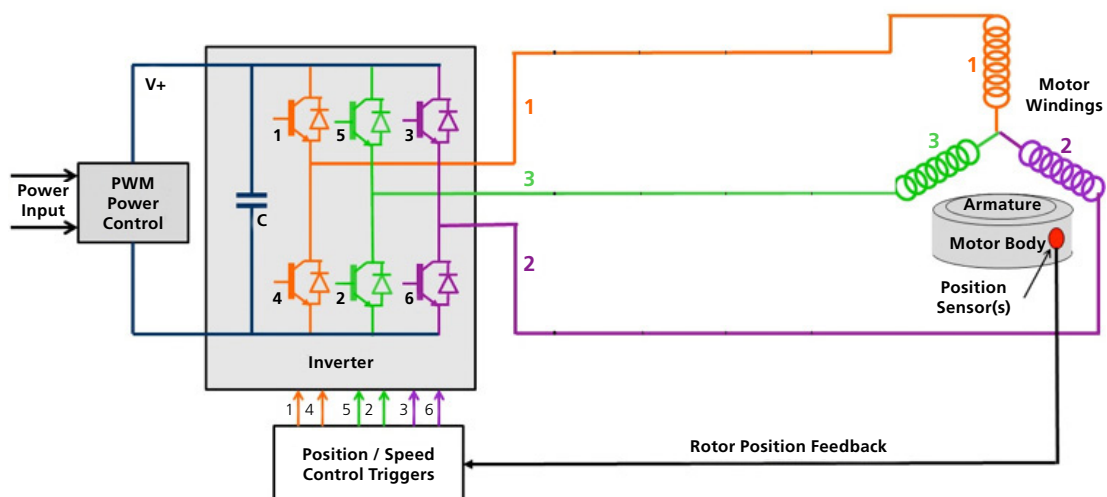 V+
1
5
3
C
4
2
6
Inverter
Power
Input
PWM
Power
Control
1
3
2
1
3
2
Motor
Windings
Armature
Motor Body
Position
Sensor(s)
1 4 5 2 3 6
Position / Speed
Control Triggers
Rotor Position Feedback